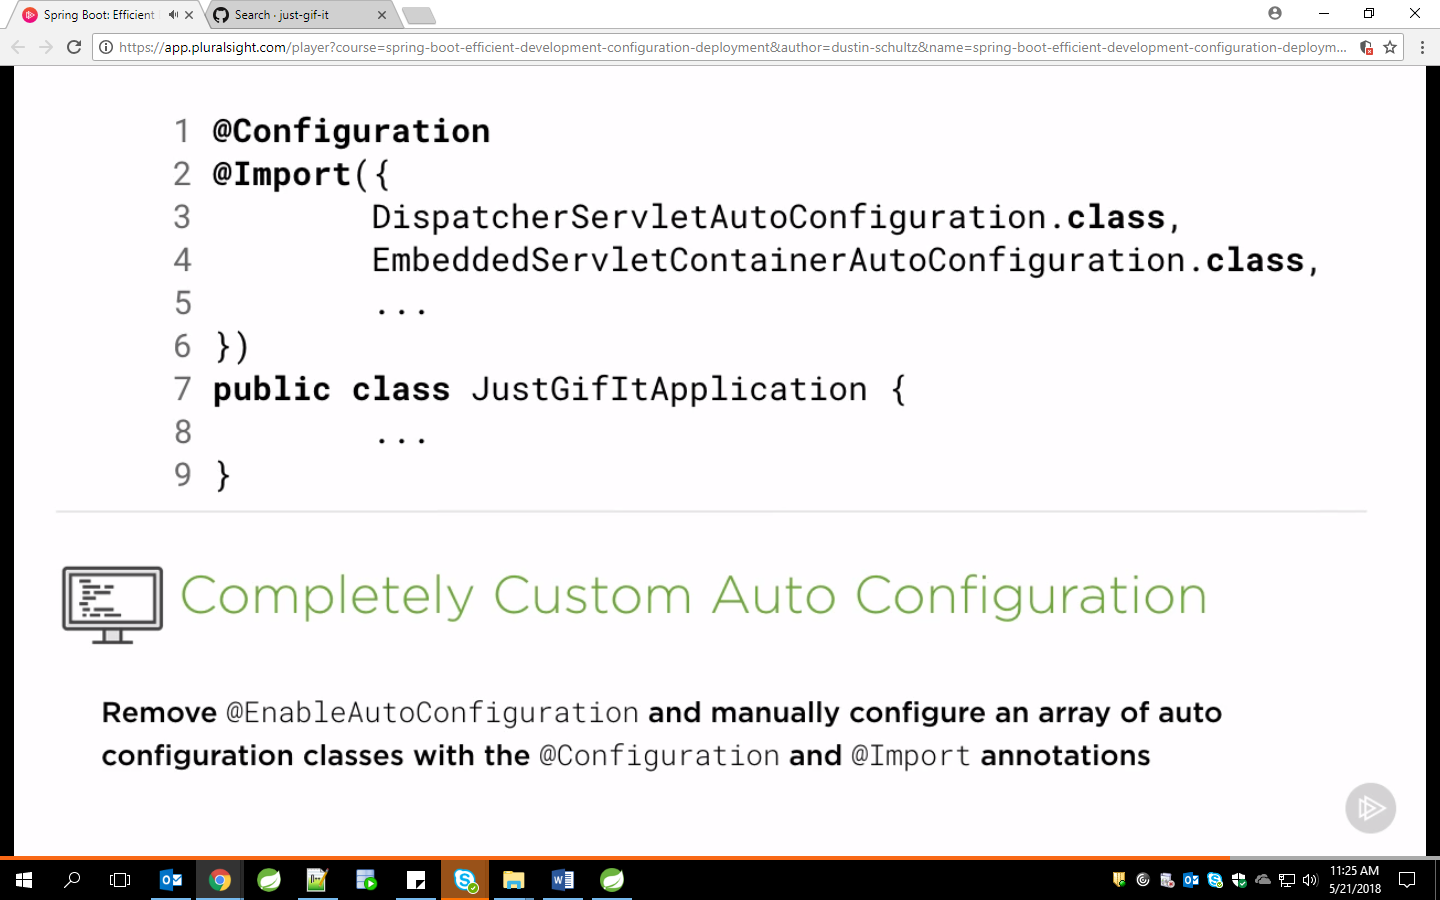 Spring Boot: Efficient
Search · just-gif-it
https://app.pluralsight.com/player?course=spring-boot-efficient-development-configuration-deployment&author=dustin-schultz&name=spring-boot-efficient-development-configuration-deploym...
1 @Configuration
2 @Import({
3 DispatcherServletAutoConfiguration.class,
4 EmbeddedServletContainerAutoConfiguration.class,
5 ...
6 })
7 public class JustGifItApplication {
8 ...
9 }
Completely Custom Auto Configuration
Remove @EnableAutoConfiguration and manually configure an array of auto
configuration classes with the @Configuration and @Import annotations
11:25 AM
5/21/2018